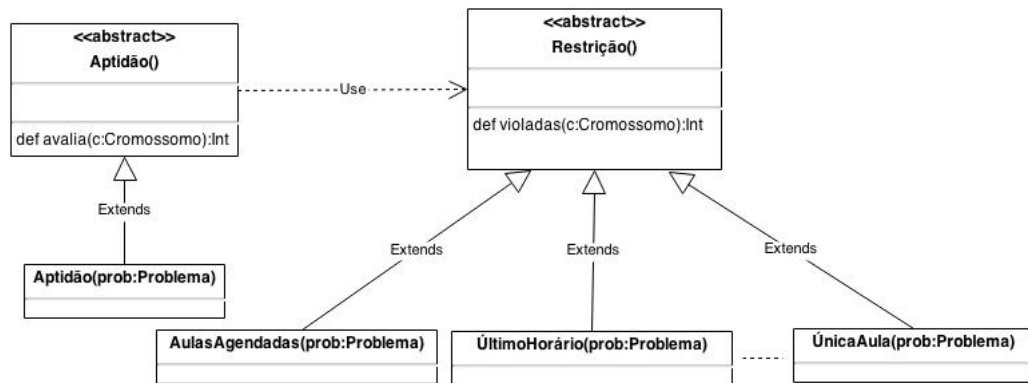 <<abstract>>
Aptidão()
def avalia(c:Cromossomo):Int
Use
<<abstract>>
Restrição()
def violadas(c:Cromossomo):Int
Extends
Extends
Extends
Extends
Aptidão(prob:Problema)
AulasAgendadas(prob:Problema)
ÚltimoHorário(prob:Problema)
ÚnicaAula(prob:Problema)